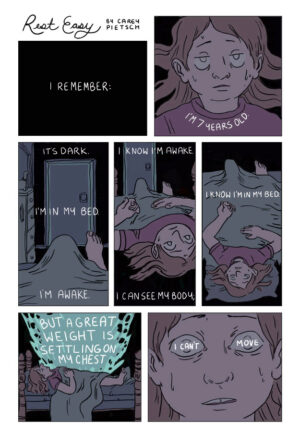 Rest Easy
BY CAREY
PIETSCH
I REMEMBER:
I'M 7 YEARS OLD.
ITS DARK.
I'M IN MY BED.
I'M AWAKE.
I KNOW I'M AWAKE.
I CAN SEE MY BODY,
I KNOW I'M IN MY BED.
BUT A GREAT
WEIGHT IS
SETTLING ON
MY CHEST,
I CAN'T
MOVE